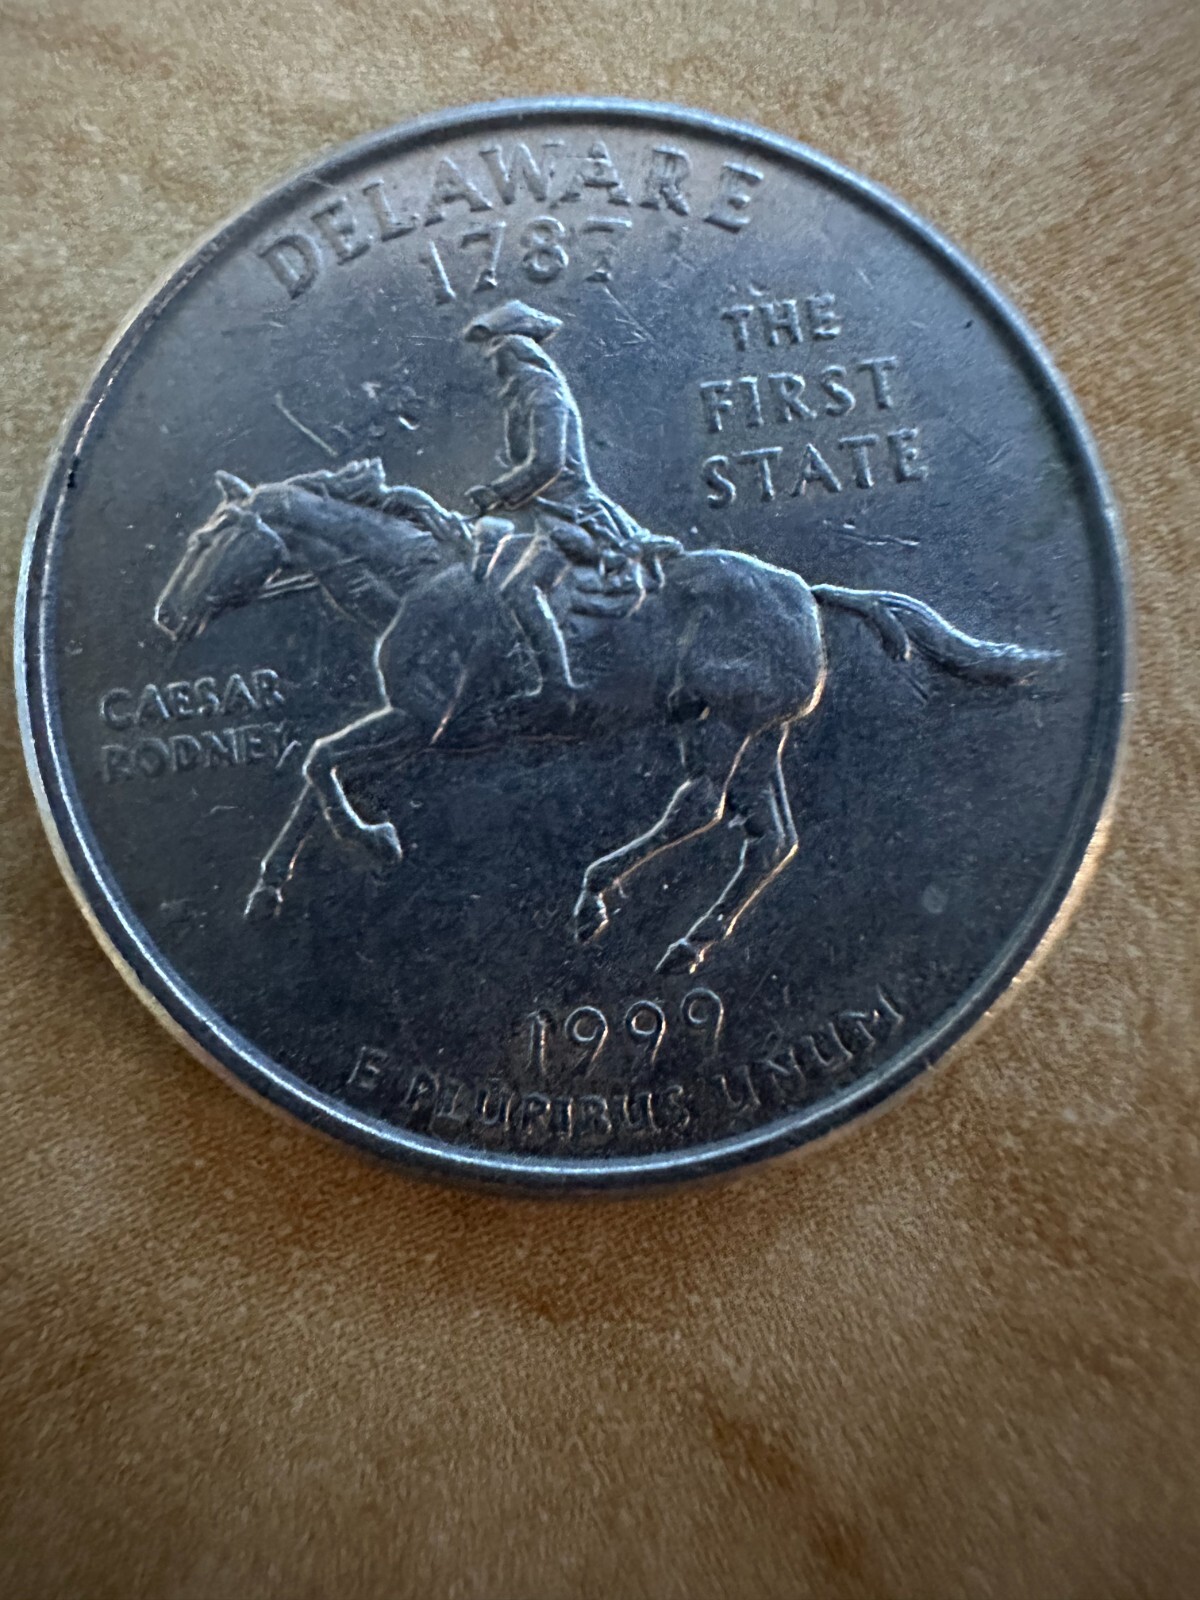 DELAWARE
1787
THE
FIRST
STATE
CAESAR
RODNEY
1999
E PLURIBUS UNUM